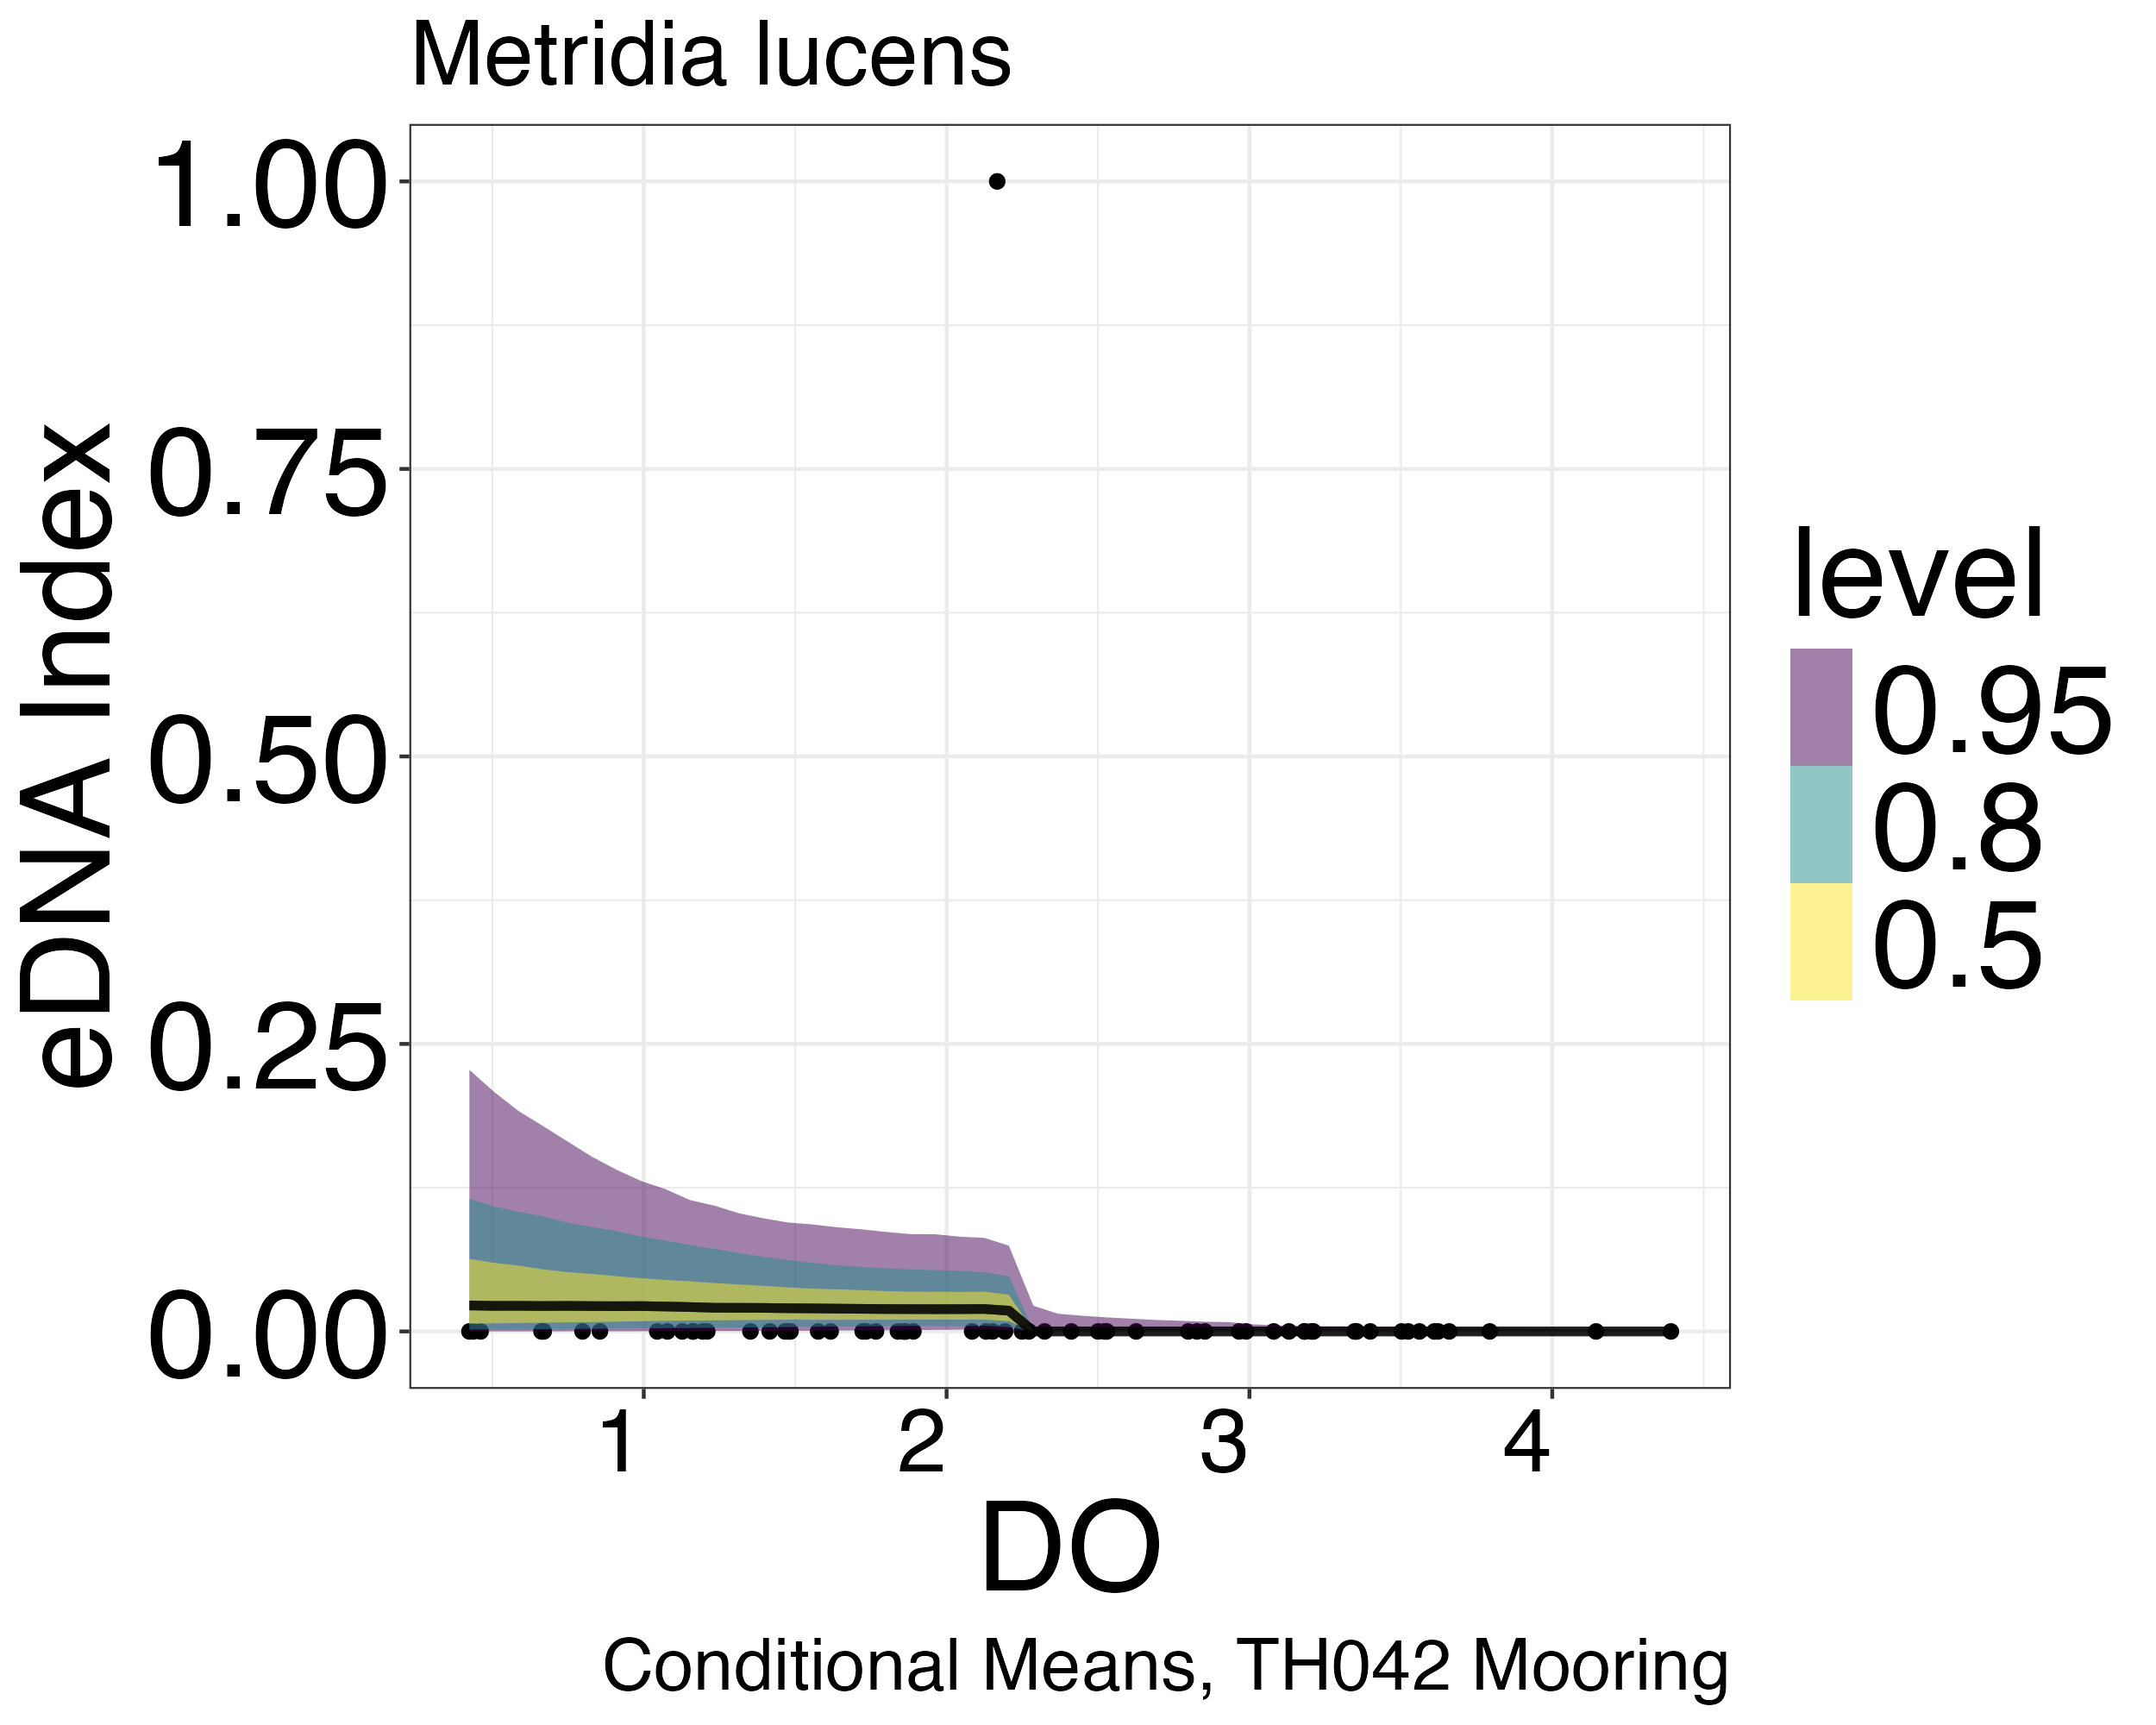 Metridia lucens
1.00
0.75
0.50
0.25
0.00
eDNA Index
1 2 3 4
DO
Conditional Means, TH042 Mooring
level
0.95
0.8
0.5